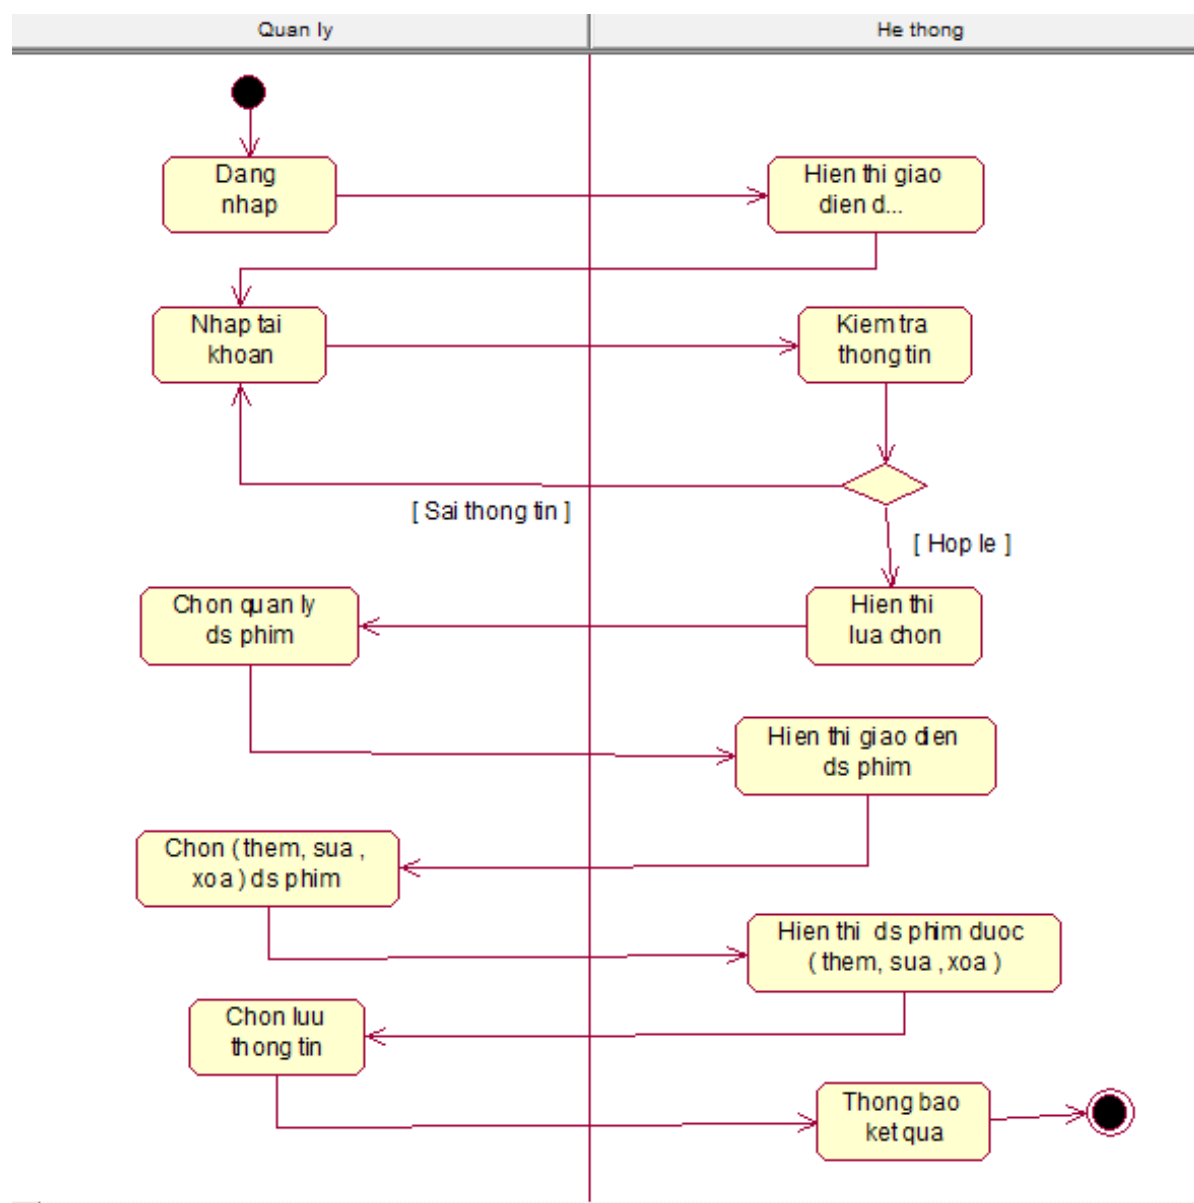 Quan ly
He thong
Dang
nhap
Hien thi giao
dien d...
Nhap tai
khoan
Kiem tra
thong tin
[ Sai thong tin ]
[ Hop le ]
Chon quan ly
ds phim
Hien thi
lua chon
Hien thi giao dien
ds phim
Chon ( them, sua ,
xoa ) ds phim
Hien thi ds phim duoc
( them, sua , xoa )
Chon luu
thong tin
Thong bao
ket qua